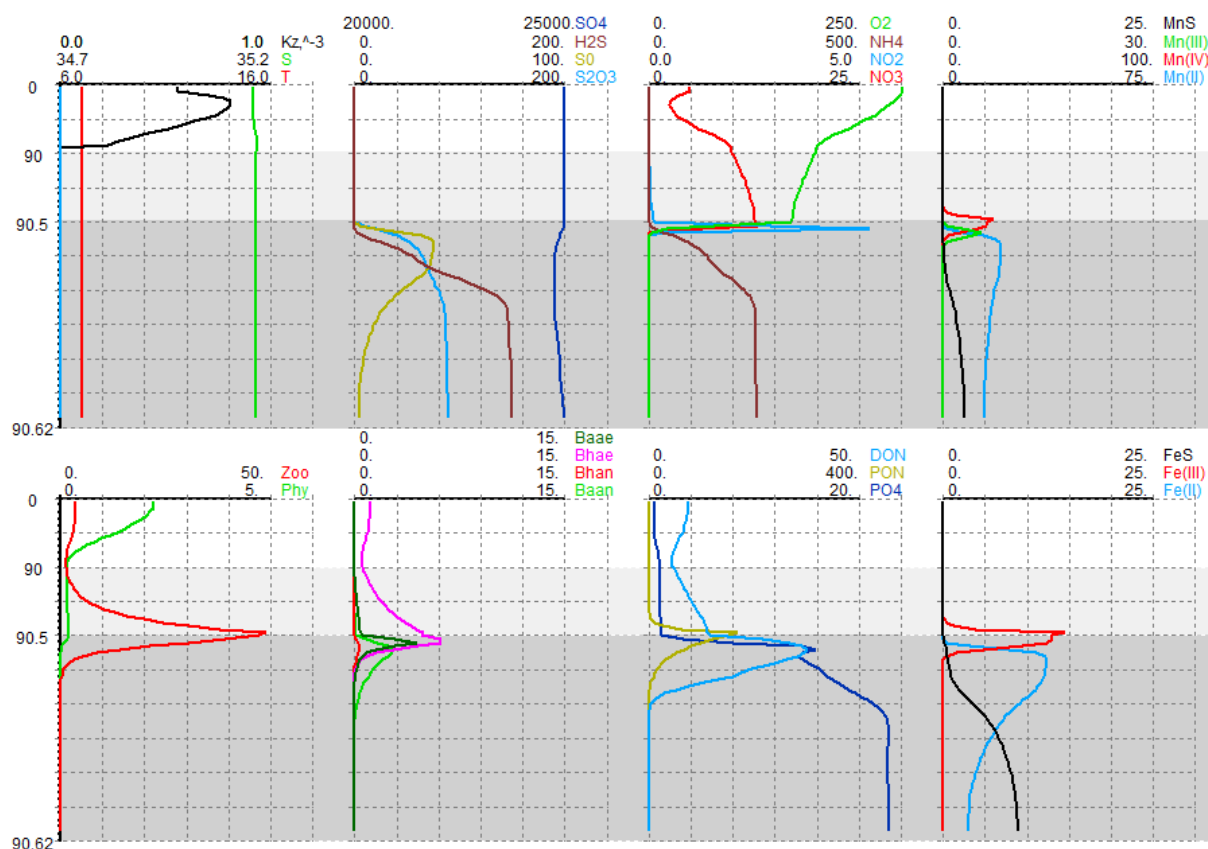 20000. 25000. SO4 0. 250. O2 0. 25. MnS
0.0 1.0 Kz,^-3 0. 200. H2S 0. 500. NH4 0. 30. Mn(III)
34.7 35.2 S 0. 100. S0 0.0 5.0 NO2 0. 100. Mn(IV)
6.0 16.0 T 0. 200 S2O3 0. 25. NO3 0. 75. Mn(II)
0
90
90.5
90.62
0. 15. Baae
0. 15. Bhae 0. 50. DON 0. 25. FeS
0. 50. Zoo 0. 15. Bhan 0. 400. PON 0. 25. Fe(III)
0. 5. Phy 0. 15. Baan 0. 20. PO4 0. 25. Fe(II)
0
90
90.5
90.62